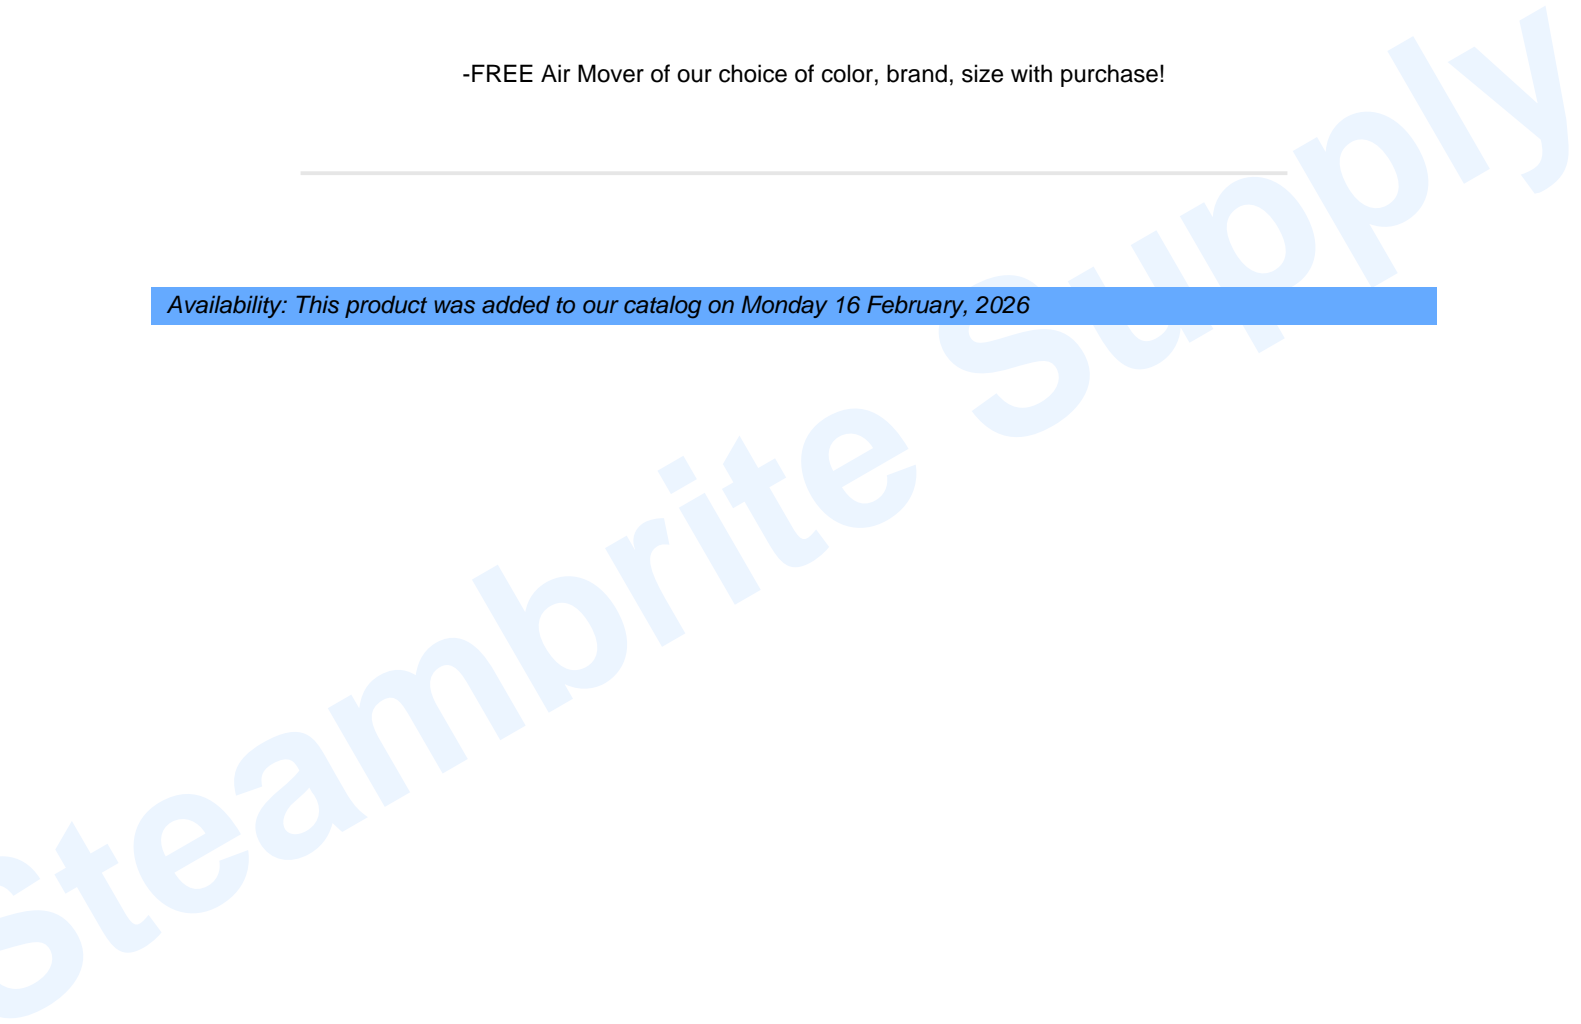 -FREE Air Mover of our choice of color, brand, size with purchase!
Availability: This product was added to our catalog on Monday 16 February, 2026
Steambrite Supply